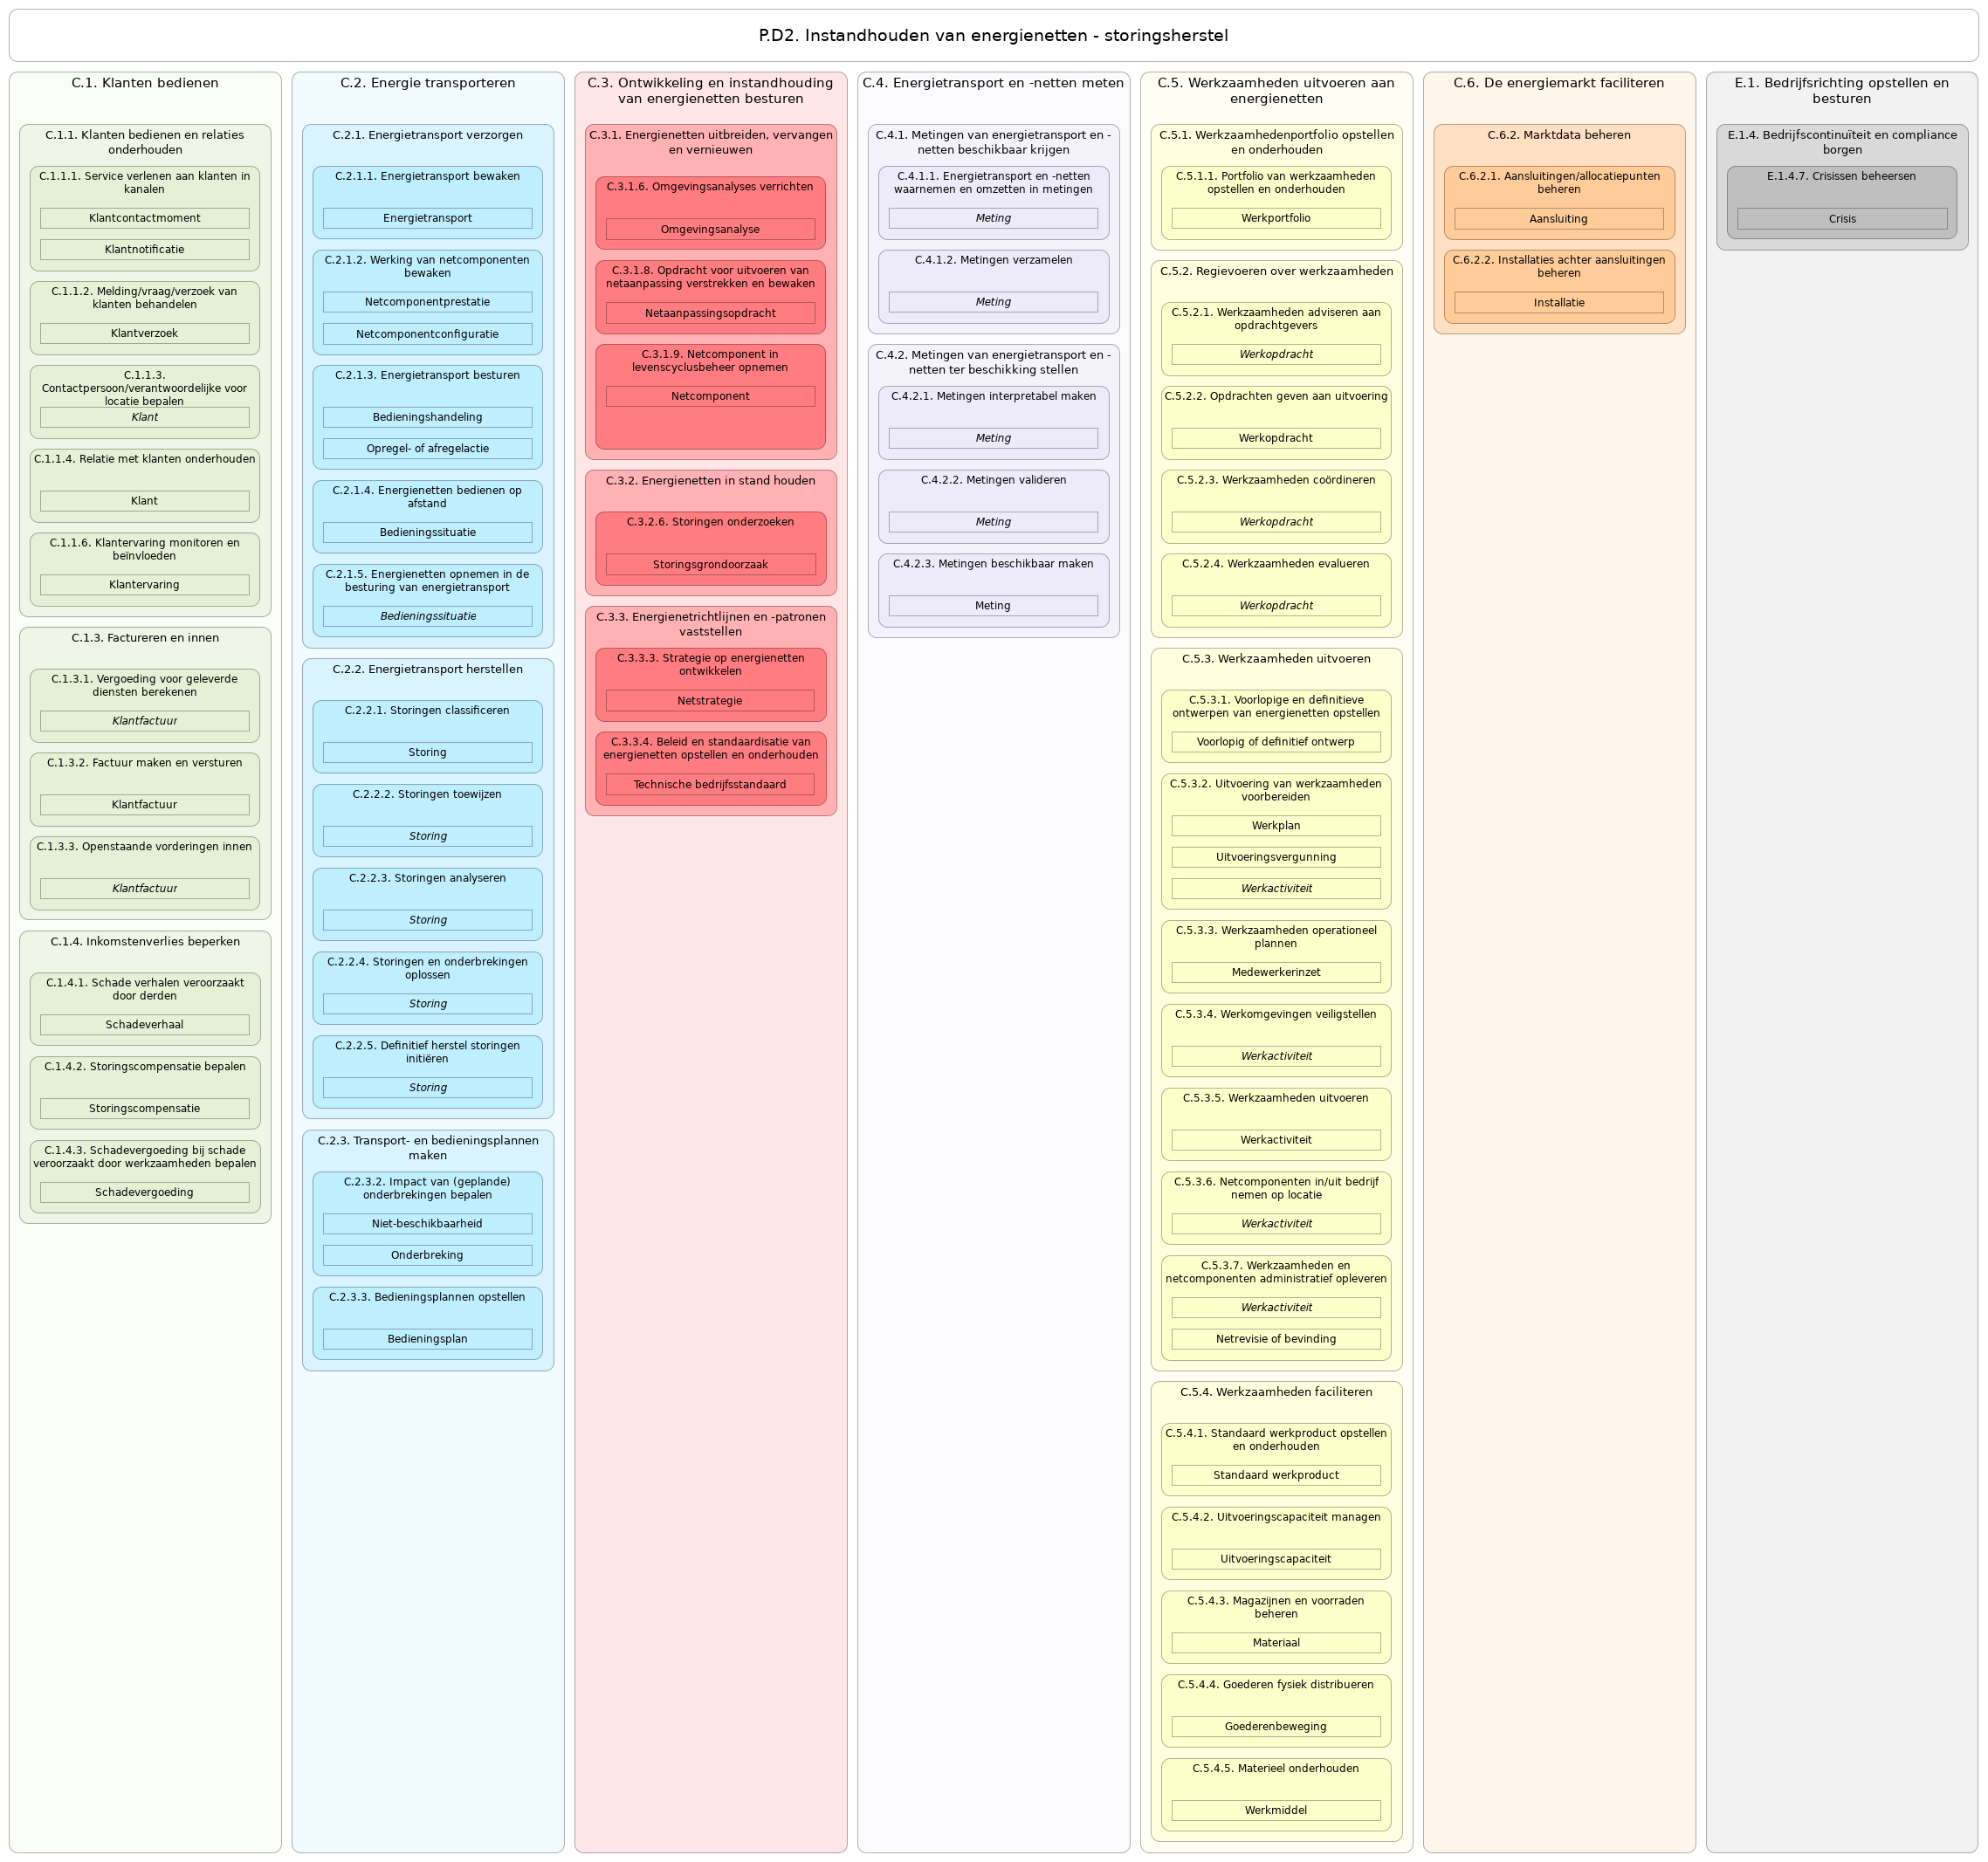 P.D2. Instandhouden van energienetten - storingsherstel
C.1. Klanten bedienen
C.1.1. Klanten bedienen en relaties
onderhouden
C.1.1.1. Service verlenen aan klanten in
kanalen
Klantcontactmoment
Klantnotificatie
C.1.1.2. Melding/vraag/verzoek van
klanten behandelen
Klantverzoek
C.1.1.3.
Contactpersoon/verantwoordelijke voor
locatie bepalen
Klant
C.1.1.4. Relatie met klanten onderhouden
Klant
C.1.1.6. Klantervaring monitoren en
beïnvloeden
Klantervaring
C.1.3. Factureren en innen
C.1.3.1. Vergoeding voor geleverde
diensten berekenen
Klantfactuur
C.1.3.2. Factuur maken en versturen
Klantfactuur
C.1.3.3. Openstaande vorderingen innen
Klantfactuur
C.1.4. Inkomstenverlies beperken
C.1.4.1. Schade verhalen veroorzaakt
door derden
Schadeverhaal
C.1.4.2. Storingscompensatie bepalen
Storingscompensatie
C.1.4.3. Schadevergoeding bij schade
veroorzaakt door werkzaamheden bepalen
Schadevergoeding
C.2. Energie transporteren
C.2.1. Energietransport verzorgen
C.2.1.1. Energietransport bewaken
Energietransport
C.2.1.2. Werking van netcomponenten
bewaken
Netcomponentprestatie
Netcomponentconfiguratie
C.2.1.3. Energietransport besturen
Bedieningshandeling
Opregel- of afregelactie
C.2.1.4. Energienetten bedienen op
afstand
Bedieningssituatie
C.2.1.5. Energienetten opnemen in de
besturing van energietransport
Bedieningssituatie
C.2.2. Energietransport herstellen
C.2.2.1. Storingen classificeren
Storing
C.2.2.2. Storingen toewijzen
Storing
C.2.2.3. Storingen analyseren
Storing
C.2.2.4. Storingen en onderbrekingen
oplossen
Storing
C.2.2.5. Definitief herstel storingen
initiëren
Storing
C.2.3. Transport- en bedieningsplannen
maken
C.2.3.2. Impact van (geplande)
onderbrekingen bepalen
Niet-beschikbaarheid
Onderbreking
C.2.3.3. Bedieningsplannen opstellen
Bedieningsplan
C.3. Ontwikkeling en instandhouding
van energienetten besturen
C.3.1. Energienetten uitbreiden, vervangen
en vernieuwen
C.3.1.6. Omgevingsanalyses verrichten
Omgevingsanalyse
C.3.1.8. Opdracht voor uitvoeren van
netaanpassing verstrekken en bewaken
Netaanpassingsopdracht
C.3.1.9. Netcomponent in
levenscyclusbeheer opnemen
Netcomponent
C.3.2. Energienetten in stand houden
C.3.2.6. Storingen onderzoeken
Storingsgrondoorzaak
C.3.3. Energienetrichtlijnen en -patronen
vaststellen
C.3.3.3. Strategie op energienetten
ontwikkelen
Netstrategie
C.3.3.4. Beleid en standaardisatie van
energienetten opstellen en onderhouden
Technische bedrijfsstandaard
C.4. Energietransport en -netten meten
C.4.1. Metingen van energietransport en -
netten beschikbaar krijgen
C.4.1.1. Energietransport en -netten
waarnemen en omzetten in metingen
Meting
C.4.1.2. Metingen verzamelen
Meting
C.4.2. Metingen van energietransport en -
netten ter beschikking stellen
C.4.2.1. Metingen interpretabel maken
Meting
C.4.2.2. Metingen valideren
Meting
C.4.2.3. Metingen beschikbaar maken
Meting
C.5. Werkzaamheden uitvoeren aan
energienetten
C.5.1. Werkzaamhedenportfolio opstellen
en onderhouden
C.5.1.1. Portfolio van werkzaamheden
opstellen en onderhouden
Werkportfolio
C.5.2. Regievoeren over werkzaamheden
C.5.2.1. Werkzaamheden adviseren aan
opdrachtgevers
Werkopdracht
C.5.2.2. Opdrachten geven aan uitvoering
Werkopdracht
C.5.2.3. Werkzaamheden coördineren
Werkopdracht
C.5.2.4. Werkzaamheden evalueren
Werkopdracht
C.5.3. Werkzaamheden uitvoeren
C.5.3.1. Voorlopige en definitieve
ontwerpen van energienetten opstellen
Voorlopig of definitief ontwerp
C.5.3.2. Uitvoering van werkzaamheden
voorbereiden
Werkplan
Uitvoeringsvergunning
Werkactiviteit
C.5.3.3. Werkzaamheden operationeel
plannen
Medewerkerinzet
C.5.3.4. Werkomgevingen veiligstellen
Werkactiviteit
C.5.3.5. Werkzaamheden uitvoeren
Werkactiviteit
C.5.3.6. Netcomponenten in/uit bedrijf
nemen op locatie
Werkactiviteit
C.5.3.7. Werkzaamheden en
netcomponenten administratief opleveren
Werkactiviteit
Netrevisie of bevinding
C.5.4. Werkzaamheden faciliteren
C.5.4.1. Standaard werkproduct opstellen
en onderhouden
Standaard werkproduct
C.5.4.2. Uitvoeringscapaciteit managen
Uitvoeringscapaciteit
C.5.4.3. Magazijnen en voorraden
beheren
Materiaal
C.5.4.4. Goederen fysiek distribueren
Goederenbeweging
C.5.4.5. Materieel onderhouden
Werkmiddel
C.6. De energiemarkt faciliteren
C.6.2. Marktdata beheren
C.6.2.1. Aansluitingen/allocatiepunten
beheren
Aansluiting
C.6.2.2. Installaties achter aansluitingen
beheren
Installatie
E.1. Bedrijfsrichting opstellen en
besturen
E.1.4. Bedrijfscontinuïteit en compliance
borgen
E.1.4.7. Crisissen beheersen
Crisis